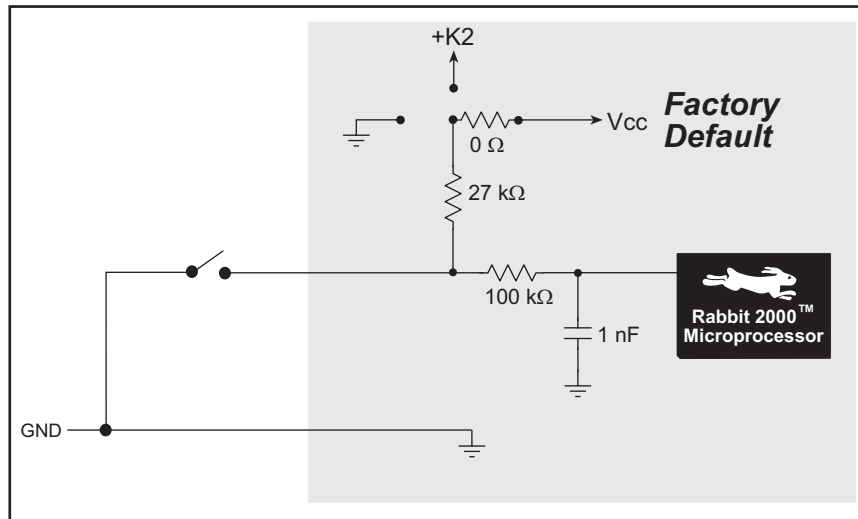 +K2
Vcc
Factory
Default
0 Ω
27 kΩ
100 kΩ
1 nF
Rabbit 2000™
Microprocessor
GND